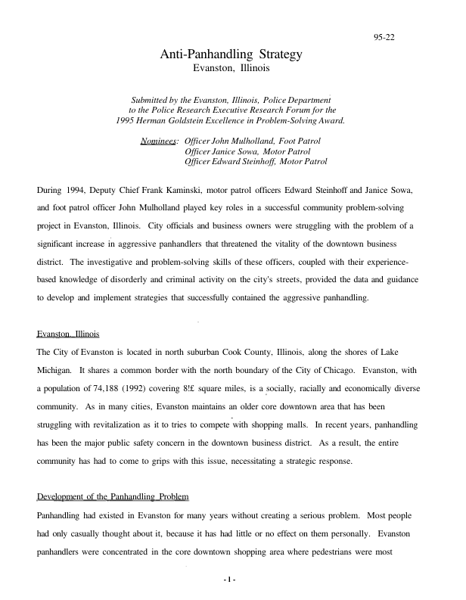 95-22
Anti-Panhandling Strategy
Evanston, Illinois
Submitted by the Evanston, Illinois, Police Department
to the Police Research Executive Research Forum for the
1995 Herman Goldstein Excellence in Problem-Solving Award.
Nominees: Officer John Mulholland, Foot Patrol
Officer Janice Sowa, Motor Patrol
Officer Edward Steinhoff, Motor Patrol
During 1994, Deputy Chief Frank Kaminski, motor patrol officers Edward Steinhoff and Janice Sowa,
and foot patrol officer John Mulholland played key roles in a successful community problem-solving
project in Evanston, Illinois. City officials and business owners were struggling with the problem of a
significant increase in aggressive panhandlers that threatened the vitality of the downtown business
district. The investigative and problem-solving skills of these officers, coupled with their experience-
based knowledge of disorderly and criminal activity on the city's streets, provided the data and guidance
to develop and implement strategies that successfully contained the aggressive panhandling.
Evanston, Illinois
The City of Evanston is located in north suburban Cook County, Illinois, along the shores of Lake
Michigan. It shares a common border with the north boundary of the City of Chicago. Evanston, with
a population of 74,188 (1992) covering 8!£ square miles, is a socially, racially and economically diverse
community. As in many cities, Evanston maintains an older core downtown area that has been
struggling with revitalization as it tries to compete with shopping malls. In recent years, panhandling
has been the major public safety concern in the downtown business district. As a result, the entire
community has had to come to grips with this issue, necessitating a strategic response.
Development of the Panhandling Problem
Panhandling had existed in Evanston for many years without creating a serious problem. Most people
had only casually thought about it, because it has had little or no effect on them personally. Evanston
panhandlers were concentrated in the core downtown shopping area where pedestrians were most
- 1 -